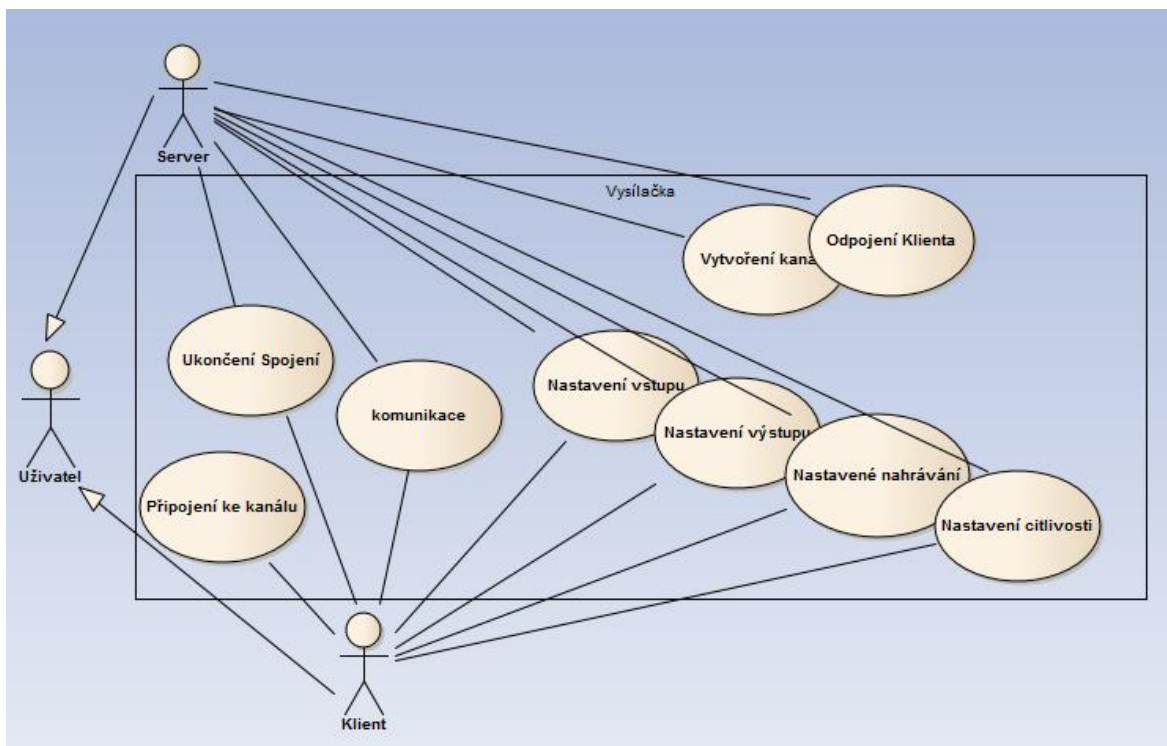 Server
Vysílačka
Odpojení Klienta
Vytvoření kaná
Ukončení Spojení
Nastavení vstupu
komunikace
Nastavení výstupu
Uživatel
Nastavené nahrávání
Připojení ke kanálu
Nastavení citlivosti
Klient